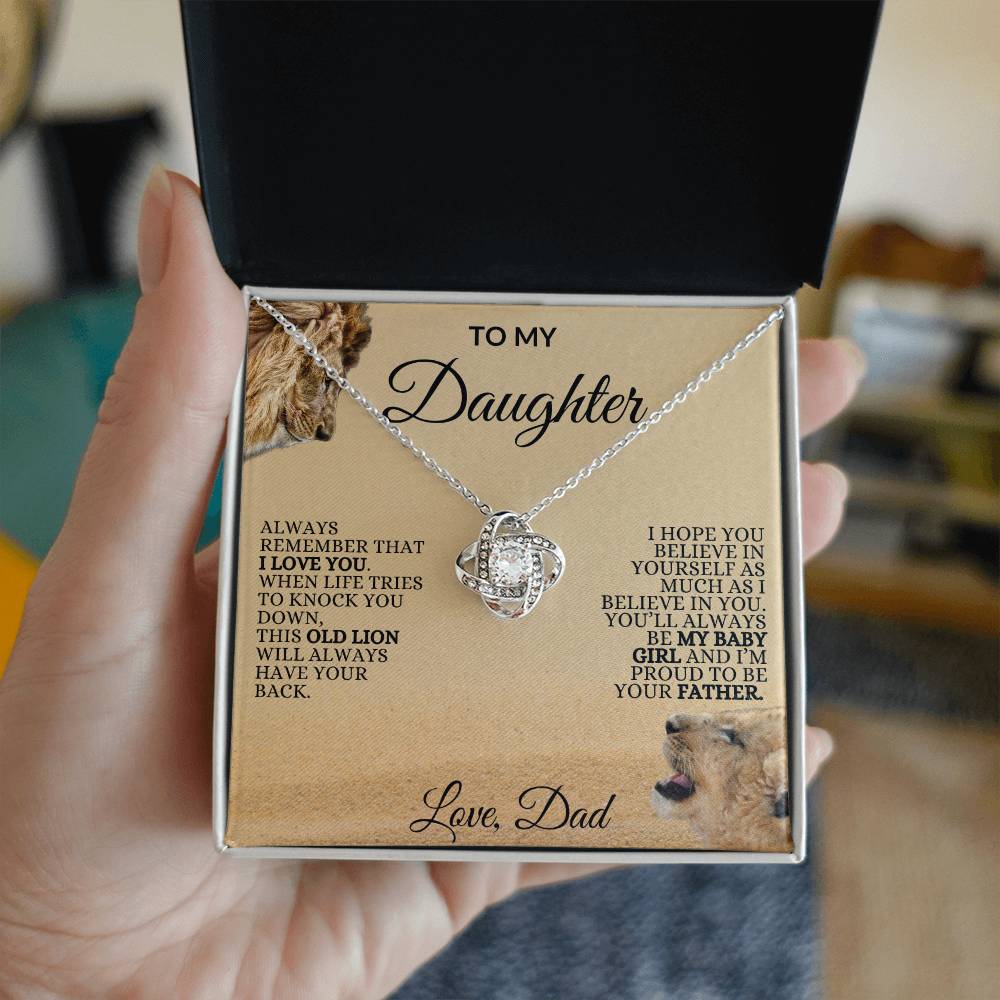 TO MY
Daughter
ALWAYS
REMEMBER THAT
I LOVE YOU.
WHEN LIFE TRIES
TO KNOCK YOU
DOWN,
THIS OLD LION
WILL ALWAYS
HAVE YOUR
BACK.
I HOPE YOU
BELIEVE IN
YOURSELF AS
MUCH AS I
BELIEVE IN YOU.
YOU'LL ALWAYS
BE MY BABY
GIRL AND I'M
PROUD TO BE
YOUR FATHER.
Love, Dad